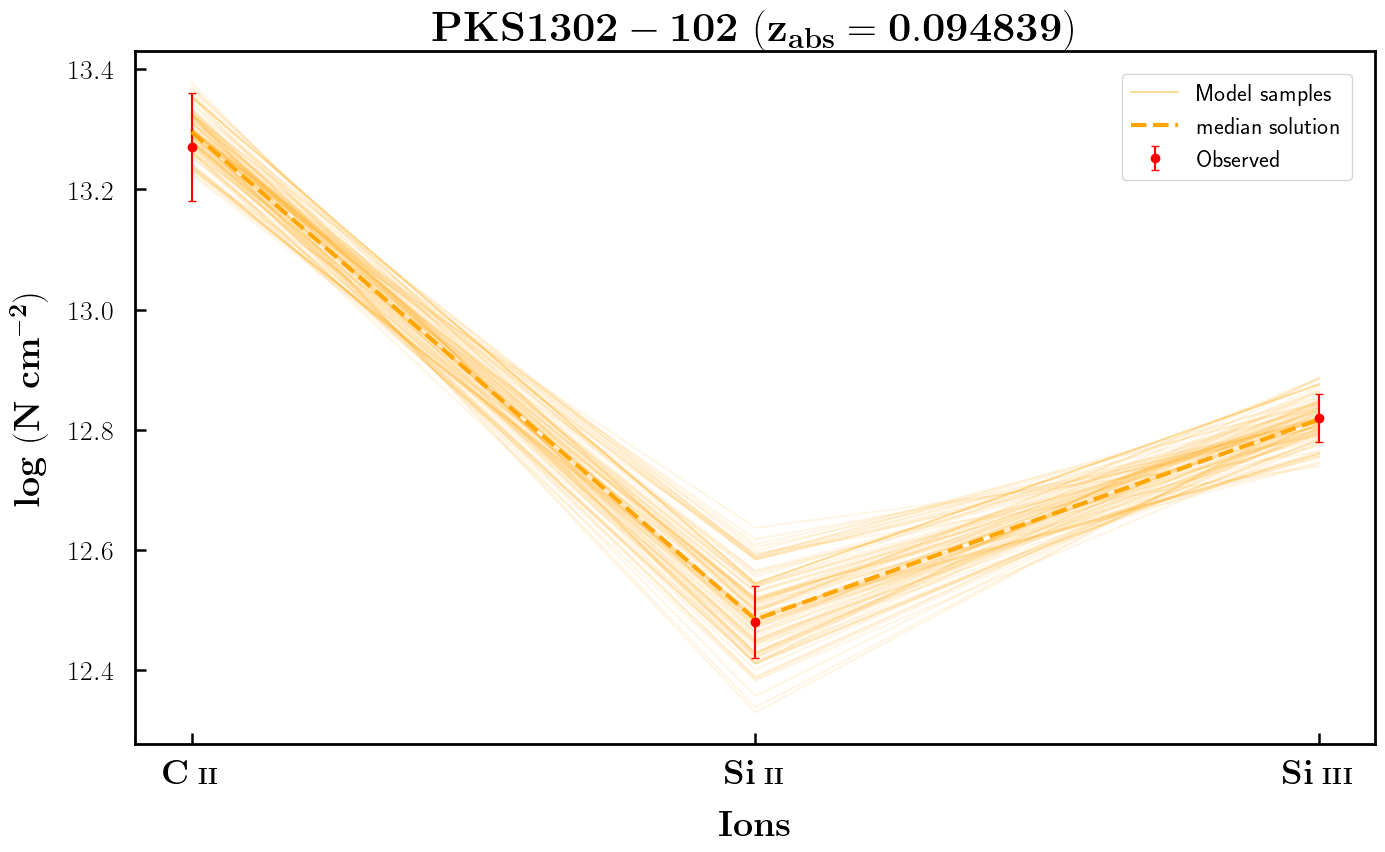 PKS1302 − 102 (z_abs = 0.094839)
Model samples
median solution
Observed
13.4
13.2
13.0
12.8
12.6
12.4
log (N cm⁻²)
C II
Si II
Si III
Ions